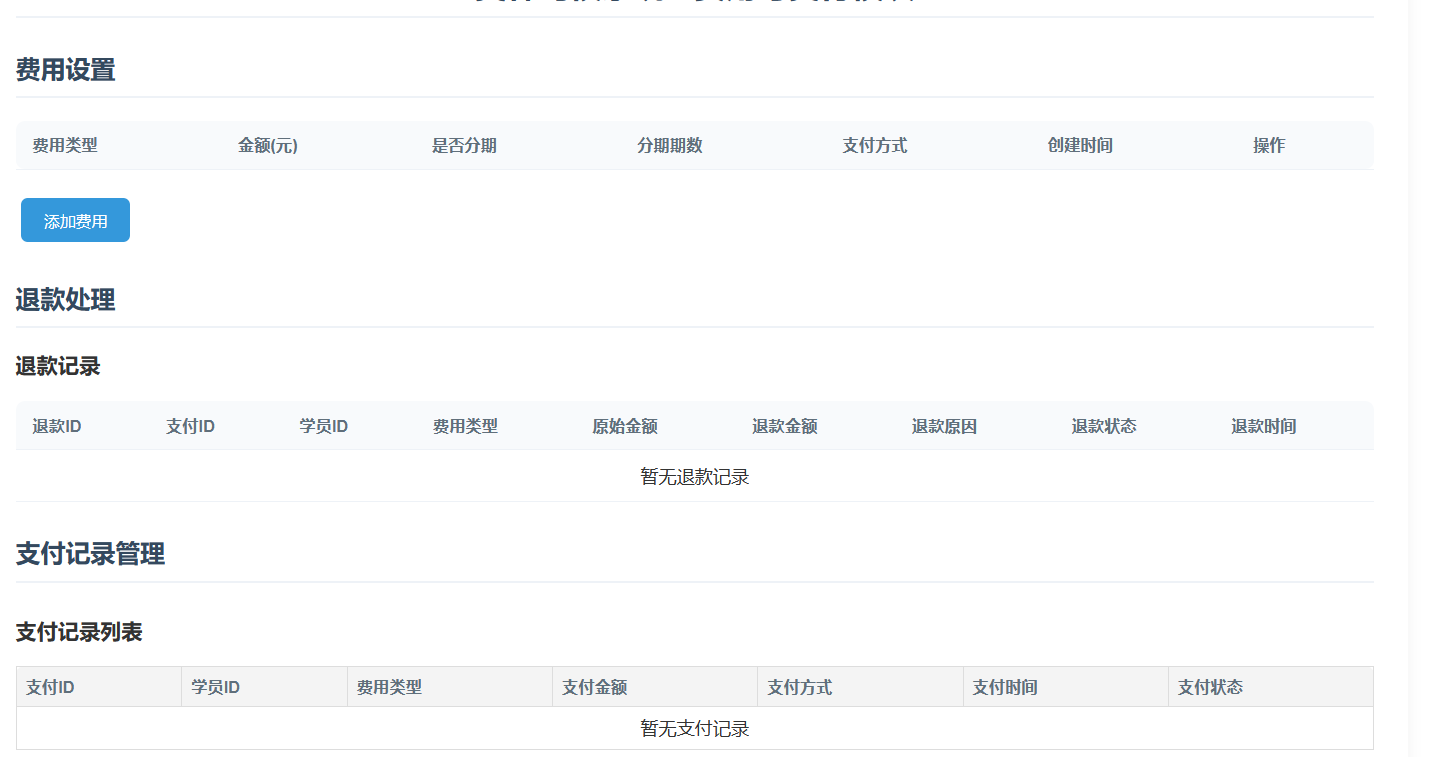 费用设置
费用类型 金额(元) 是否分期 分期期数 支付方式 创建时间 操作
添加费用
退款处理
退款记录
退款ID 支付ID 学员ID 费用类型 原始金额 退款金额 退款原因 退款状态 退款时间
暂无退款记录
支付记录管理
支付记录列表
支付ID 学员ID 费用类型 支付金额 支付方式 支付时间 支付状态
暂无支付记录